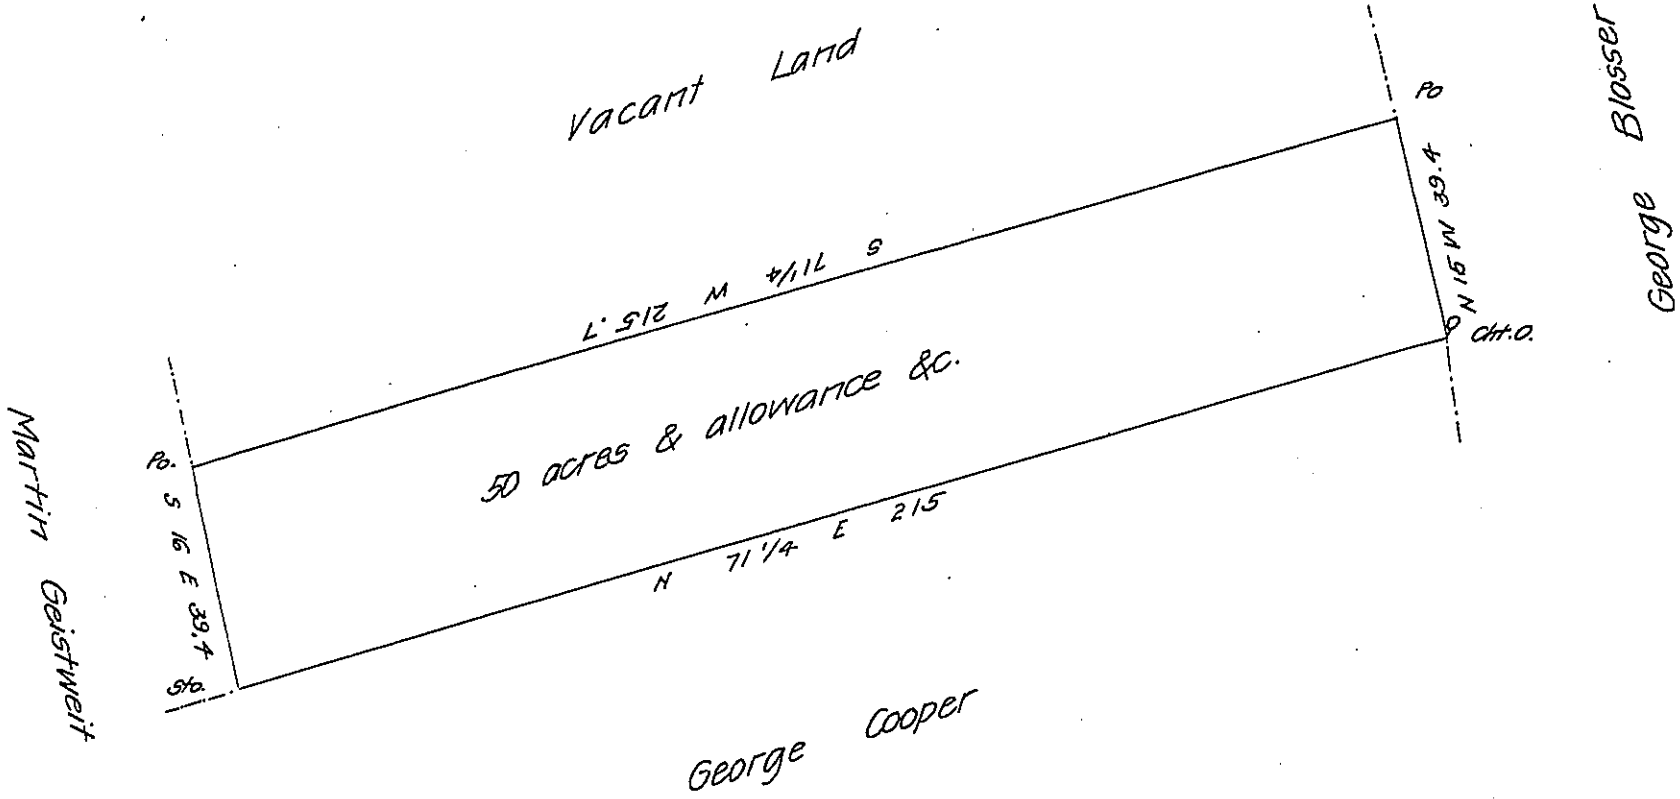 Vacant Land
George Blosser
Po
N 15 W 39.4
Cht.O.
S 71 1/4 W 215.7
50 acres & allowance &c.
N 71 1/4 E 215
Po.
S 16 E 39.4
Sto.
Martin Geistweit
George Cooper